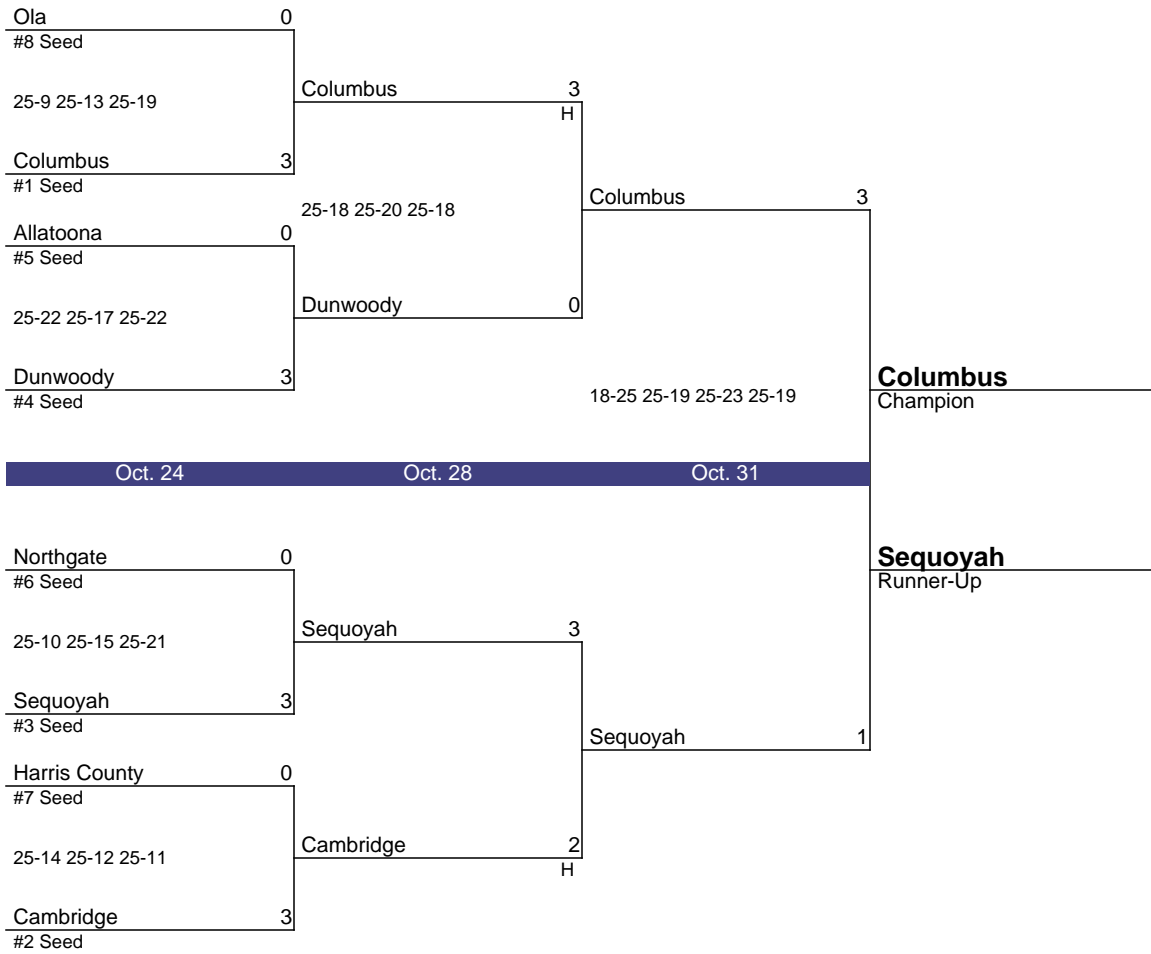 Ola 0
#8 Seed
25-9 25-13 25-19
Columbus 3
#1 Seed
Allatoona 0
#5 Seed
25-22 25-17 25-22
Dunwoody 3
#4 Seed
Columbus 3
H
25-18 25-20 25-18
Dunwoody 0
Columbus 3
18-25 25-19 25-23 25-19
Columbus
Champion
Oct. 24 Oct. 28 Oct. 31
Northgate 0
#6 Seed
25-10 25-15 25-21
Sequoyah 3
#3 Seed
Harris County 0
#7 Seed
25-14 25-12 25-11
Cambridge 3
#2 Seed
Sequoyah 3
Cambridge 2
H
Sequoyah 1
Sequoyah
Runner-Up